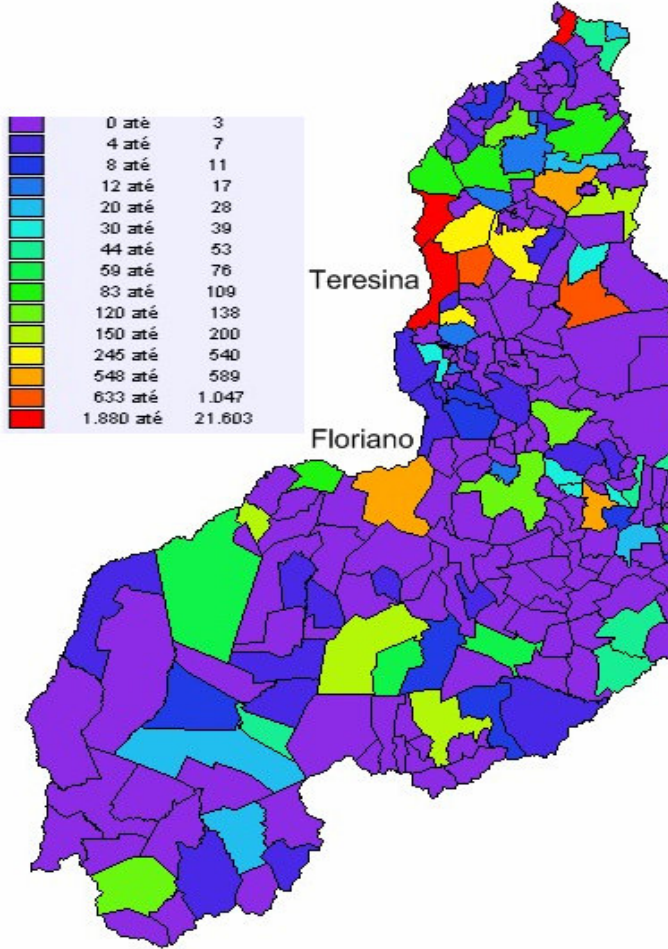 0 até 3
4 até 7
8 até 11
12 até 17
20 até 28
30 até 39
44 até 53
59 até 76
83 até 109
120 até 138
150 até 200
245 até 540
548 até 589
633 até 1.047
1.880 até 21.603
Teresina
Floriano